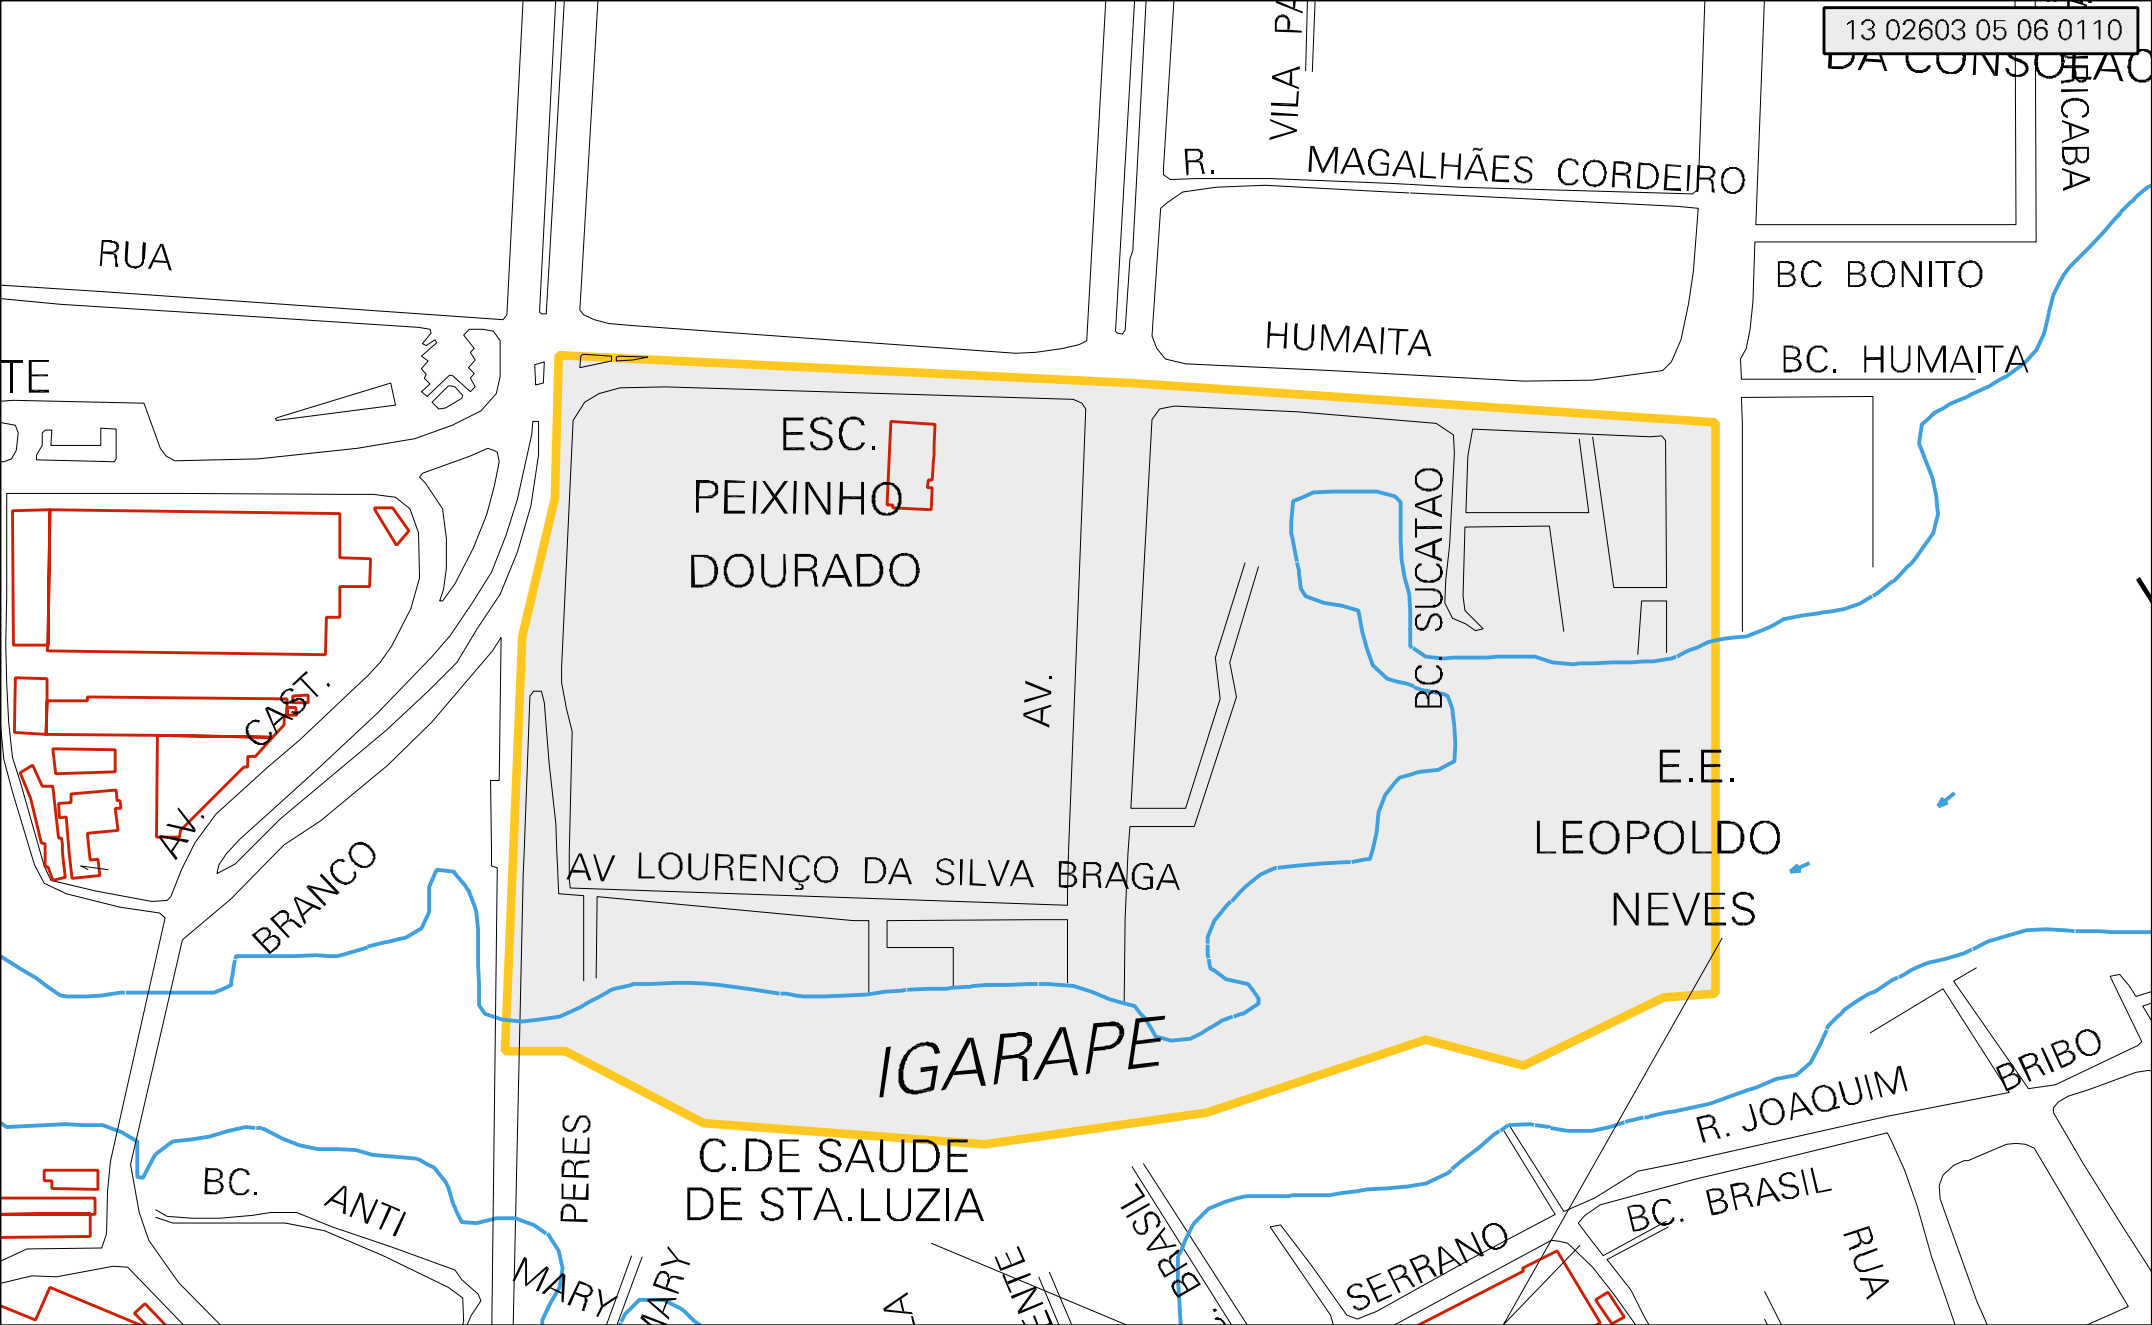 13 02603 05 06 0110
DA CONSOLAÇÃO
VILA
R. MAGALHÃES CORDEIRO
RUA
BC BONITO
HUMAITA
BC. HUMAITA
ESC.
PEIXINHO
DOURADO
BC. SUCATAO
AV.
CAST.
E.E.
LEOPOLDO
NEVES
AV.
BRANCO
AV LOURENÇO DA SILVA BRAGA
IGARAPE
R. JOAQUIM
BRIBO
PERES
C.DE SAUDE
DE STA.LUZIA
BC. ANTI
BC. BRASIL
BRASIL
SERRANO
RUA
MARY
MARY